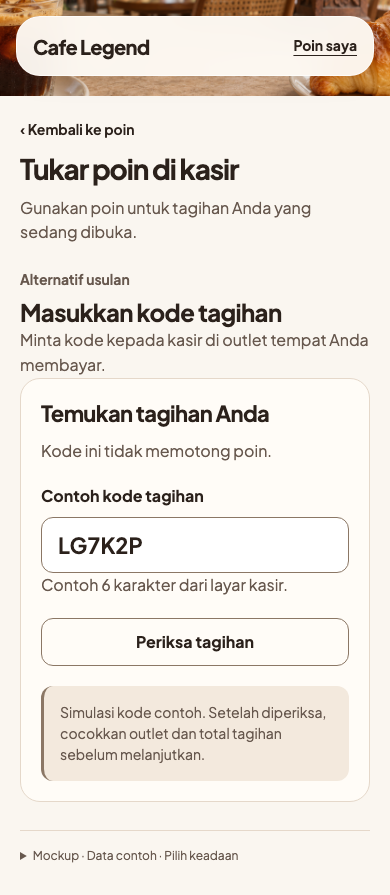 Cafe Legend
Poin saya
‹ Kembali ke poin
Tukar poin di kasir
Gunakan poin untuk tagihan Anda yang
sedang dibuka.
Alternatif usulan
Masukkan kode tagihan
Minta kode kepada kasir di outlet tempat Anda
membayar.
Temukan tagihan Anda
Kode ini tidak memotong poin.
Contoh kode tagihan
LG7K2P
Contoh 6 karakter dari layar kasir.
Periksa tagihan
Simulasi kode contoh. Setelah diperiksa,
cocokkan outlet dan total tagihan
sebelum melanjutkan.
▶ Mockup · Data contoh · Pilih keadaan